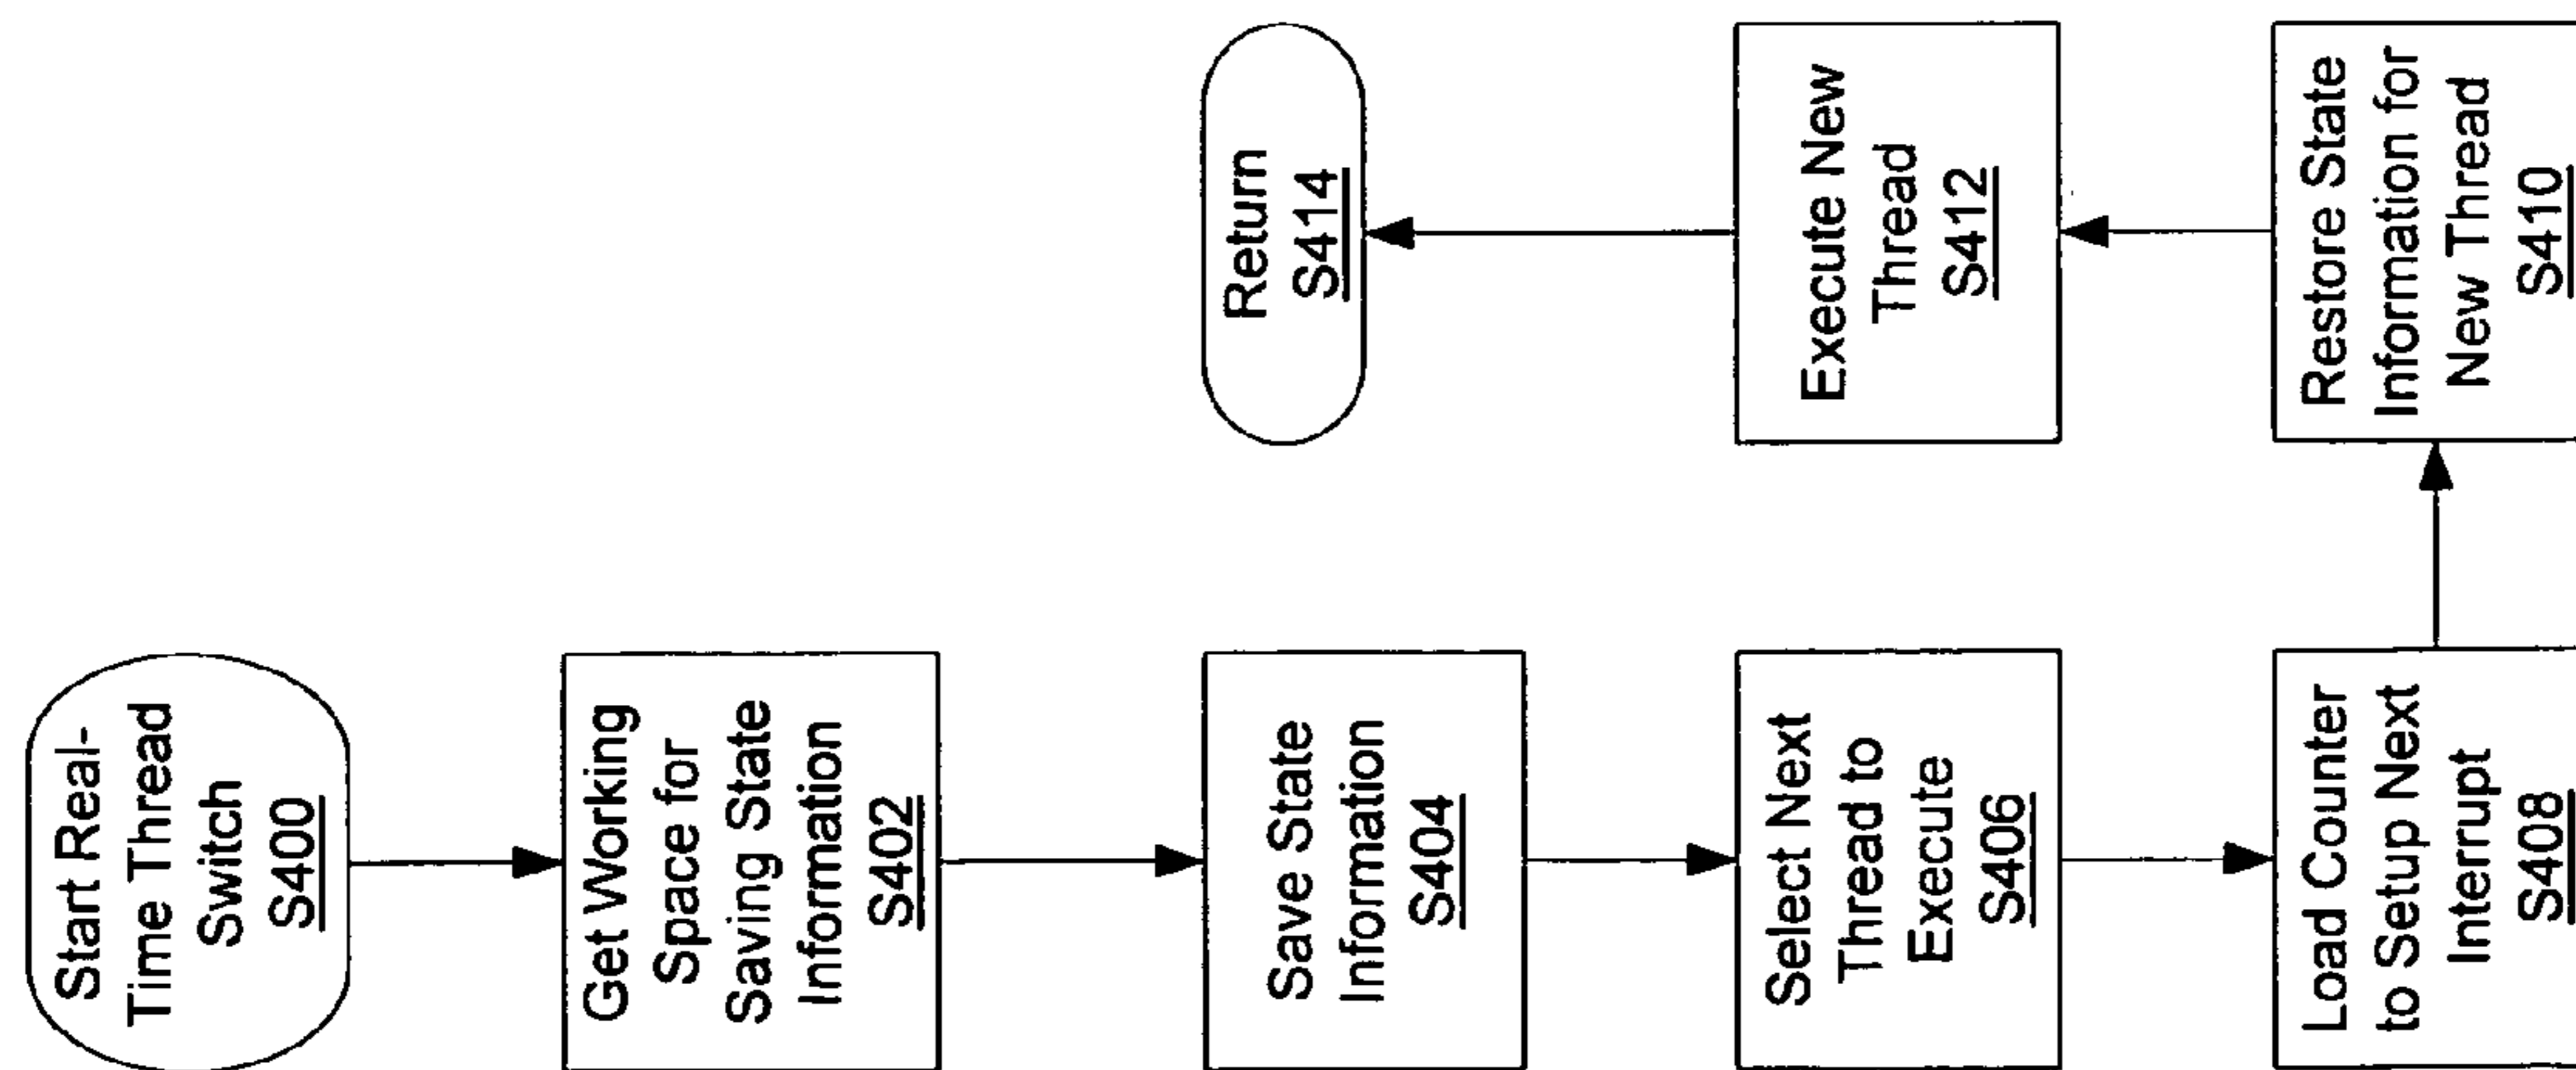 Start Real-
Time Thread
Switch
S400
Get Working
Space for
Saving State
Information
S402
Save State
Information
S404
Select Next
Thread to
Execute
S406
Load Counter
to Setup Next
Interrupt
S408
Restore State
Information for
New Thread
S410
Execute New
Thread
S412
Return
S414